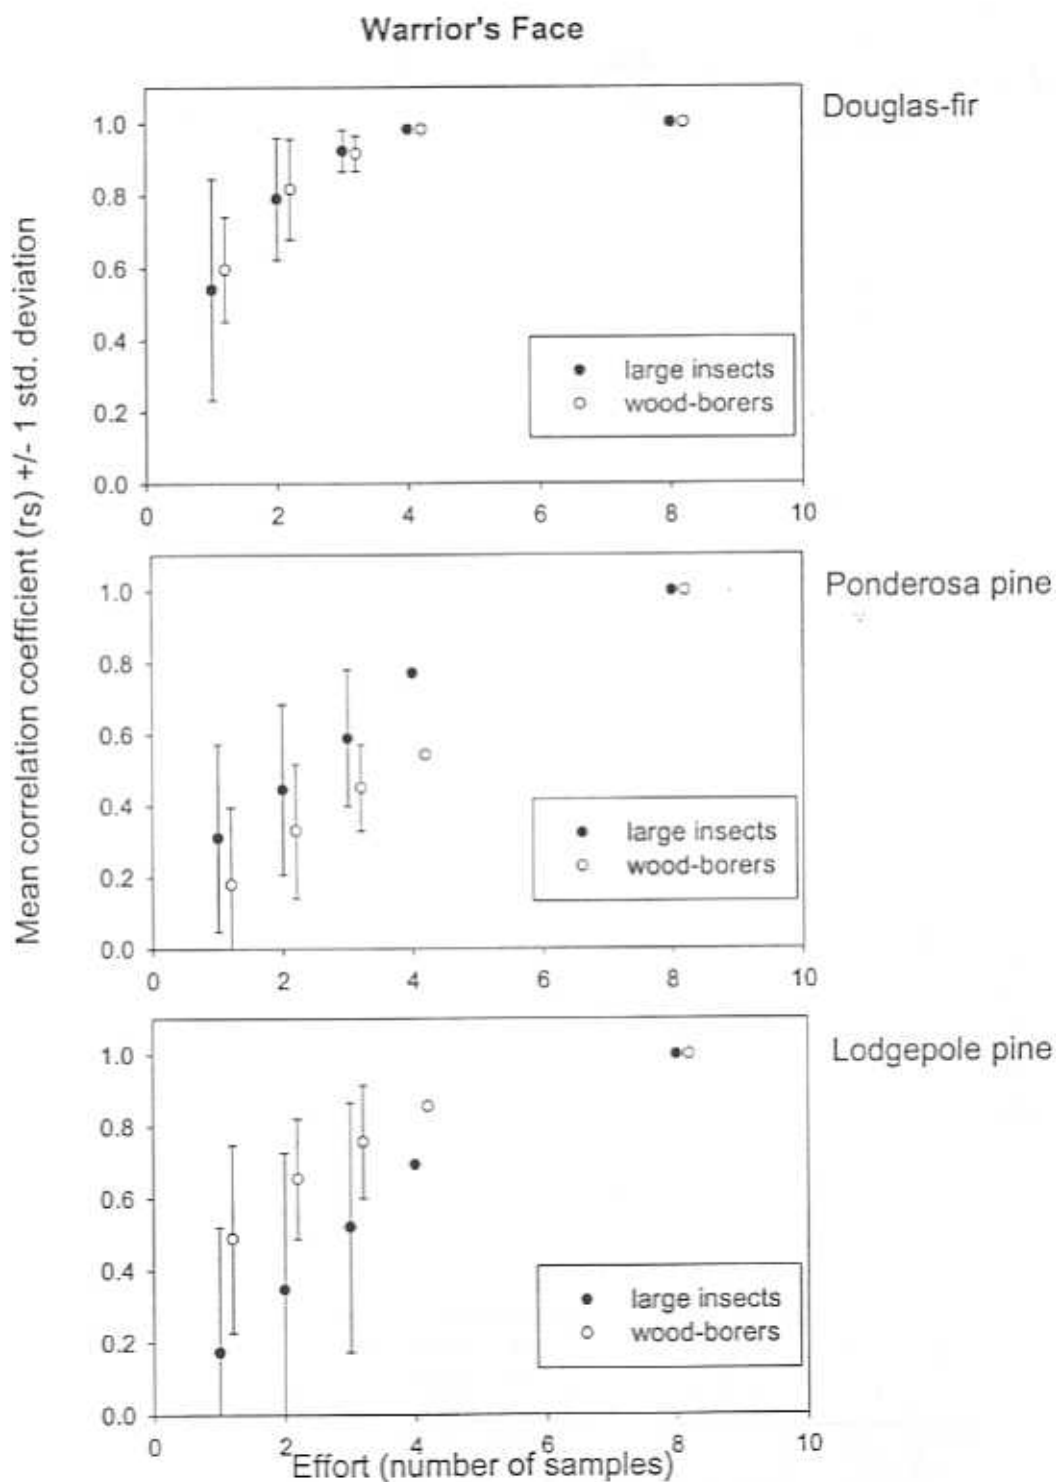 Warrior's Face
Mean correlation coefficient (rs) +/- 1 std. deviation
Douglas-fir
1.0
0.8
0.6
0.4
0.2
0.0
0 2 4 6 8 10
large insects
wood-borers
Ponderosa pine
1.0
0.8
0.6
0.4
0.2
0.0
0 2 4 6 8 10
large insects
wood-borers
Lodgepole pine
1.0
0.8
0.6
0.4
0.2
0.0
0 2 4 6 8 10
large insects
wood-borers
Effort (number of samples)